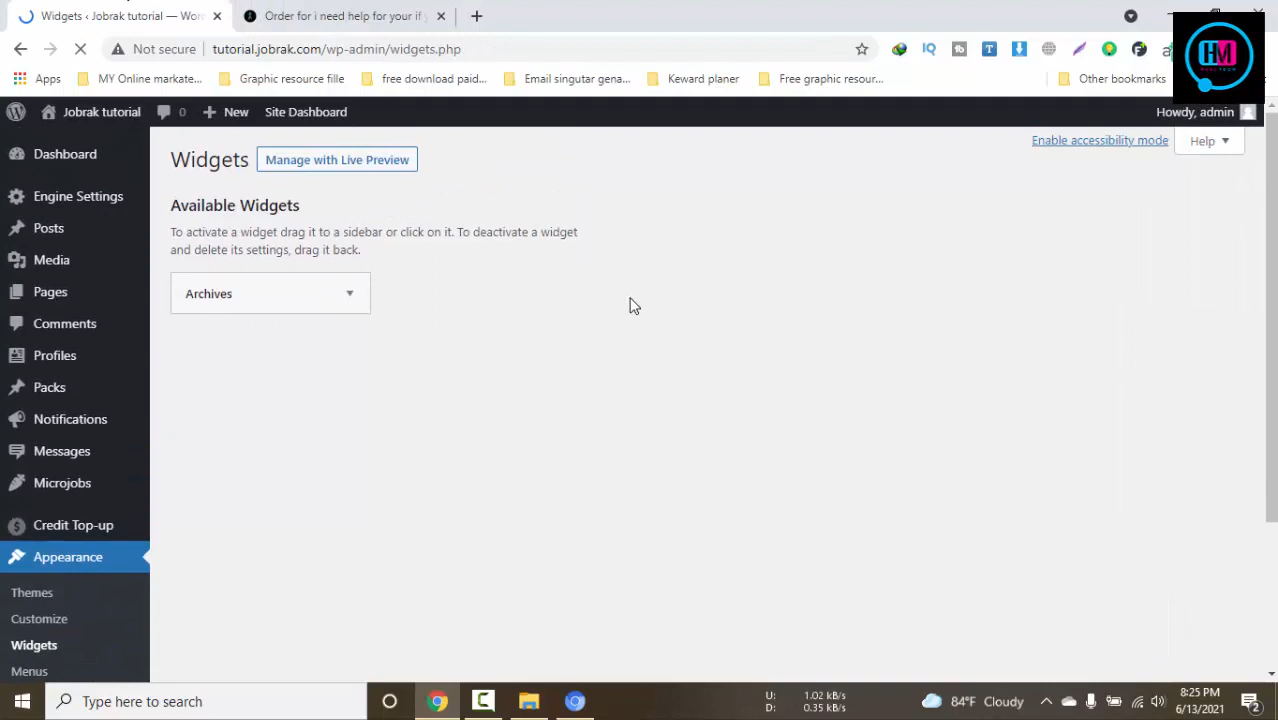 Widgets ‹ Jobrak tutorial — Wor
Order for i need help for your if y
Not secure
tutorial.jobrak.com/wp-admin/widgets.php
Apps
MY Online markate...
Graphic resource fille
free download paid...
Email singutar gena...
Keward planer
Free graphic resour...
Other bookmarks
Jobrak tutorial
0
New
Site Dashboard
Howdy, admin
Dashboard
Engine Settings
Posts
Media
Pages
Comments
Profiles
Packs
Notifications
Messages
Microjobs
Credit Top-up
Appearance
Themes
Customize
Widgets
Menus
Enable accessibility mode
Help
Widgets
Manage with Live Preview
Available Widgets
To activate a widget drag it to a sidebar or click on it. To deactivate a widget
and delete its settings, drag it back.
Archives
Type here to search
U: 1.02 kB/s
D: 0.35 kB/s
84°F Cloudy
8:25 PM
6/13/2021
2